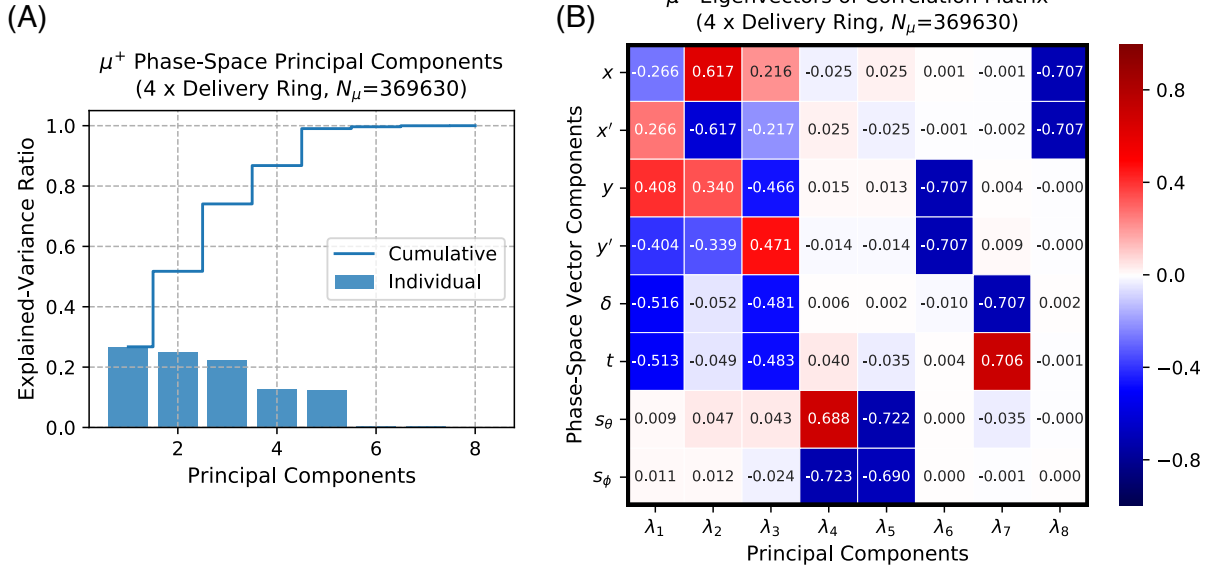 (A)
μ⁺ Phase-Space Principal Components
(4 x Delivery Ring, Nμ=369630)
Explained-Variance Ratio
1.0
0.8
0.6
0.4
0.2
0.0
Cumulative
Individual
2 4 6 8
Principal Components
(B)
(4 x Delivery Ring, Nμ=369630)
Phase-Space Vector Components
x -0.266 0.617 0.216 -0.025 0.025 0.001 -0.001 -0.707
x′ 0.266 -0.617 -0.217 0.025 -0.025 -0.001 -0.002 -0.707
y 0.408 0.340 -0.466 0.015 0.013 -0.707 0.004 -0.000
y′ -0.404 -0.339 0.471 -0.014 -0.014 -0.707 0.009 -0.000
δ -0.516 -0.052 -0.481 0.006 0.002 -0.010 -0.707 0.002
t -0.513 -0.049 -0.483 0.040 -0.035 0.004 0.706 -0.001
sθ 0.009 0.047 0.043 0.688 -0.722 0.000 -0.035 -0.000
sϕ 0.011 0.012 -0.024 -0.723 -0.690 0.000 -0.001 0.000
λ₁ λ₂ λ₃ λ₄ λ₅ λ₆ λ₇ λ₈
Principal Components
0.8
0.4
0.0
−0.4
−0.8